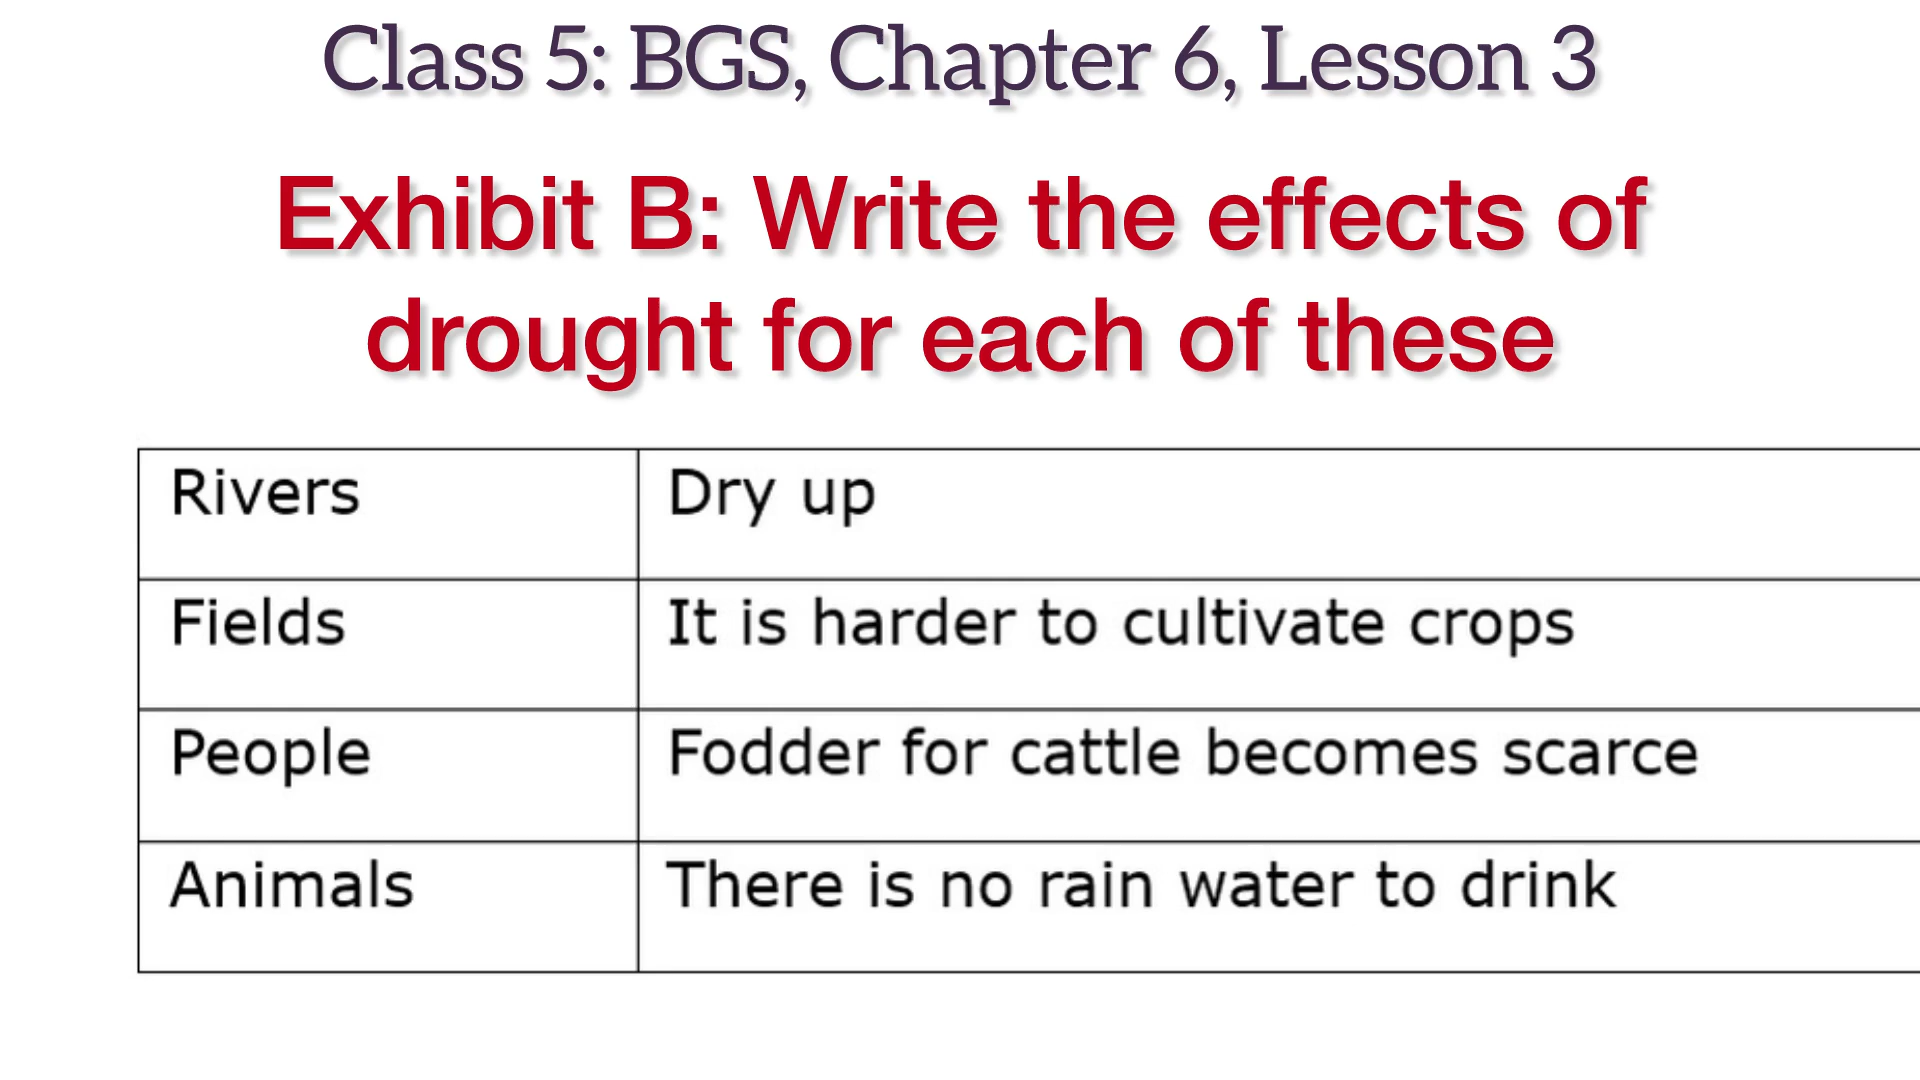 Class 5: BGS, Chapter 6, Lesson 3
Exhibit B: Write the effects of
drought for each of these
Rivers Dry up
Fields It is harder to cultivate crops
People Fodder for cattle becomes scarce
Animals There is no rain water to drink